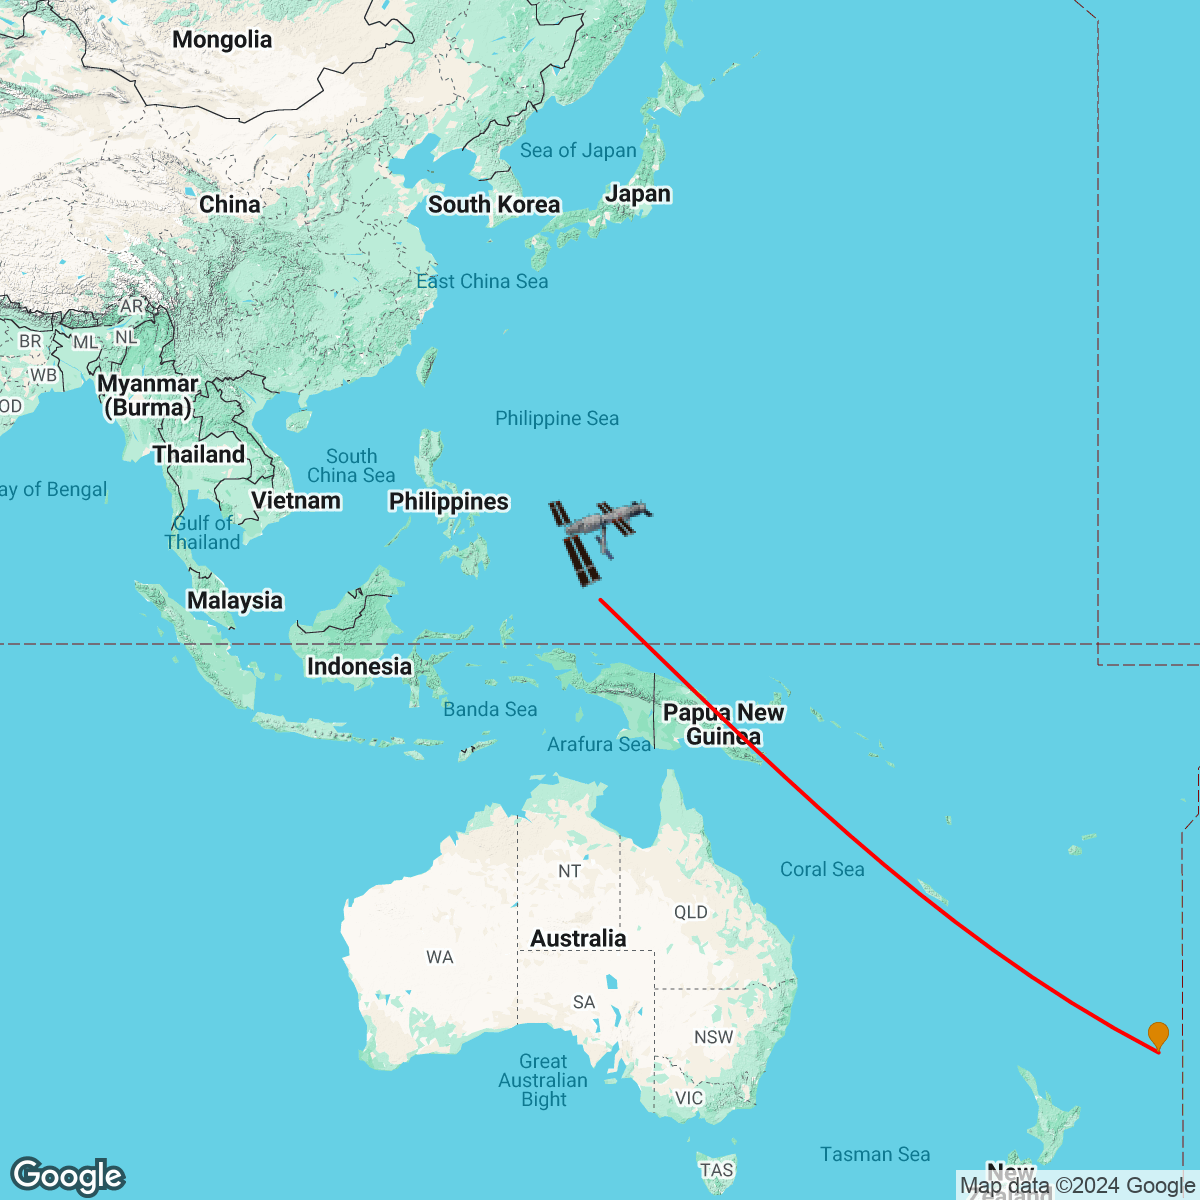 Mongolia
Sea of Japan
Japan
China
South Korea
East China Sea
AR
NL
BR
ML
WB
Myanmar
(Burma)
OD
Philippine Sea
Thailand
South
China Sea
ay of Bengal
Vietnam
Philippines
Gulf of
Thailand
Malaysia
Indonesia
Banda Sea
Papua New
Guinea
Arafura Sea
Coral Sea
NT
QLD
Australia
WA
SA
NSW
Great
Australian
Bight
VIC
Tasman Sea
TAS
New
Zealand
Google
Map data ©2024 Google